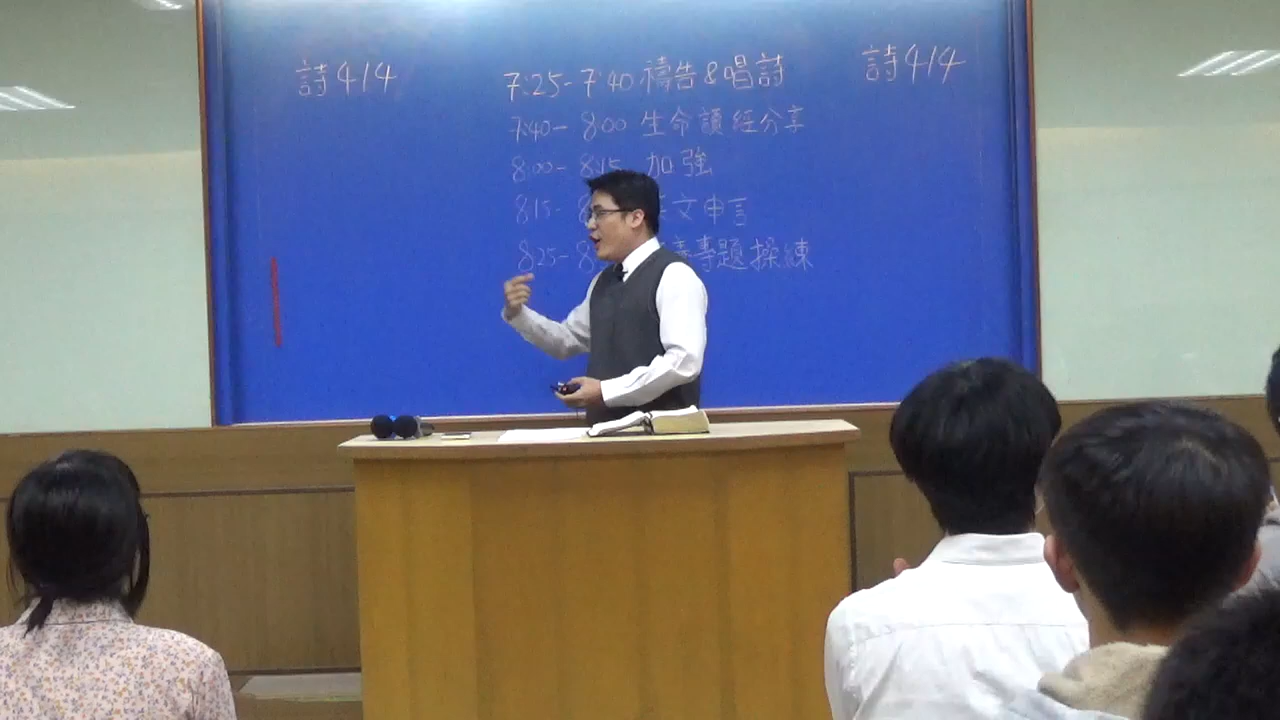 詩414
7:25-7:40 禱告&唱詩
詩414
7:40- 8:00 生命讀經分享
8:00- 8:15 加強
8:15- 文申言
8:25- 專題操練